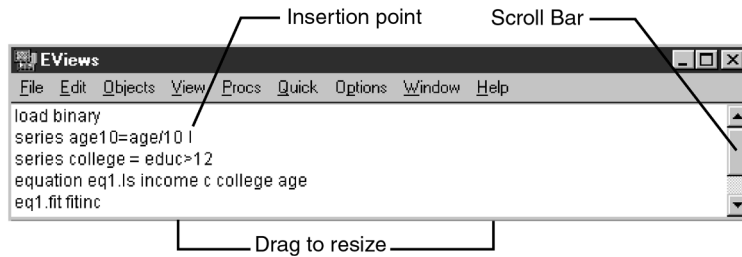 Insertion point Scroll Bar
EViews
File Edit Objects View Procs Quick Options Window Help
load binary
series age10=age/10
series college = educ>12
equation eq1.ls income c college age
eq1.fit fitinc
Drag to resize